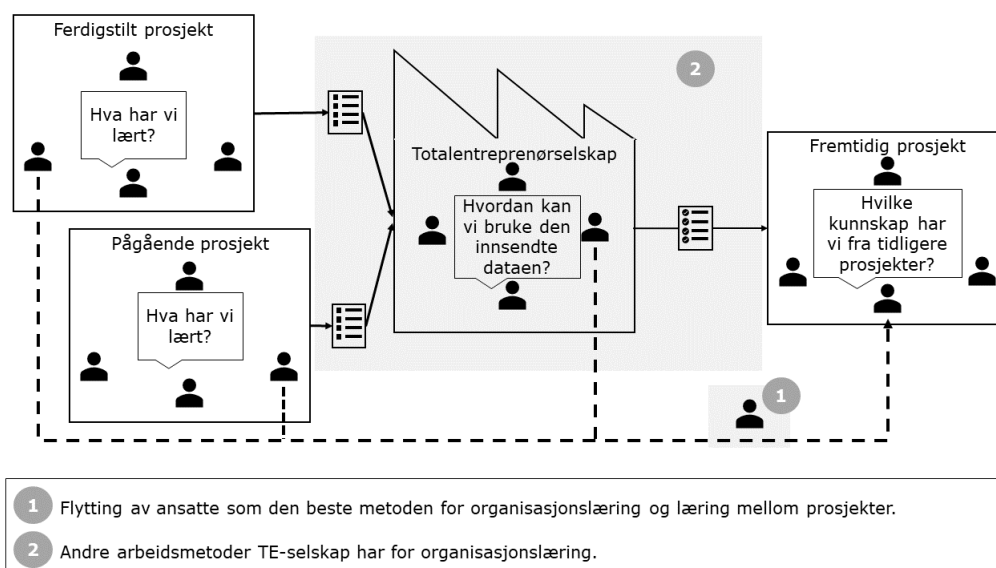 Ferdigstilt prosjekt
Hva har vi
lært?
Pågående prosjekt
Hva har vi
lært?
2
Totalentreprenørselskap
Hvordan kan
vi bruke den
innsendte
dataen?
Fremtidig prosjekt
Hvilke
kunnskap har
vi fra tidligere
prosjekter?
1
1 Flytting av ansatte som den beste metoden for organisasjonslæring og læring mellom prosjekter.
2 Andre arbeidsmetoder TE-selskap har for organisasjonslæring.